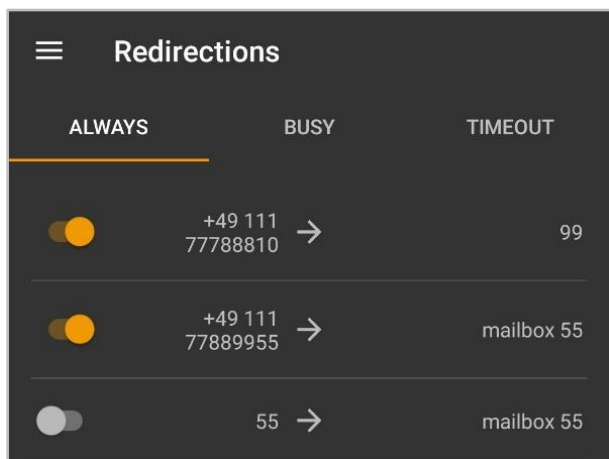 Redirections
ALWAYS BUSY TIMEOUT
+49 111
77788810 → 99
+49 111
77889955 → mailbox 55
55 → mailbox 55